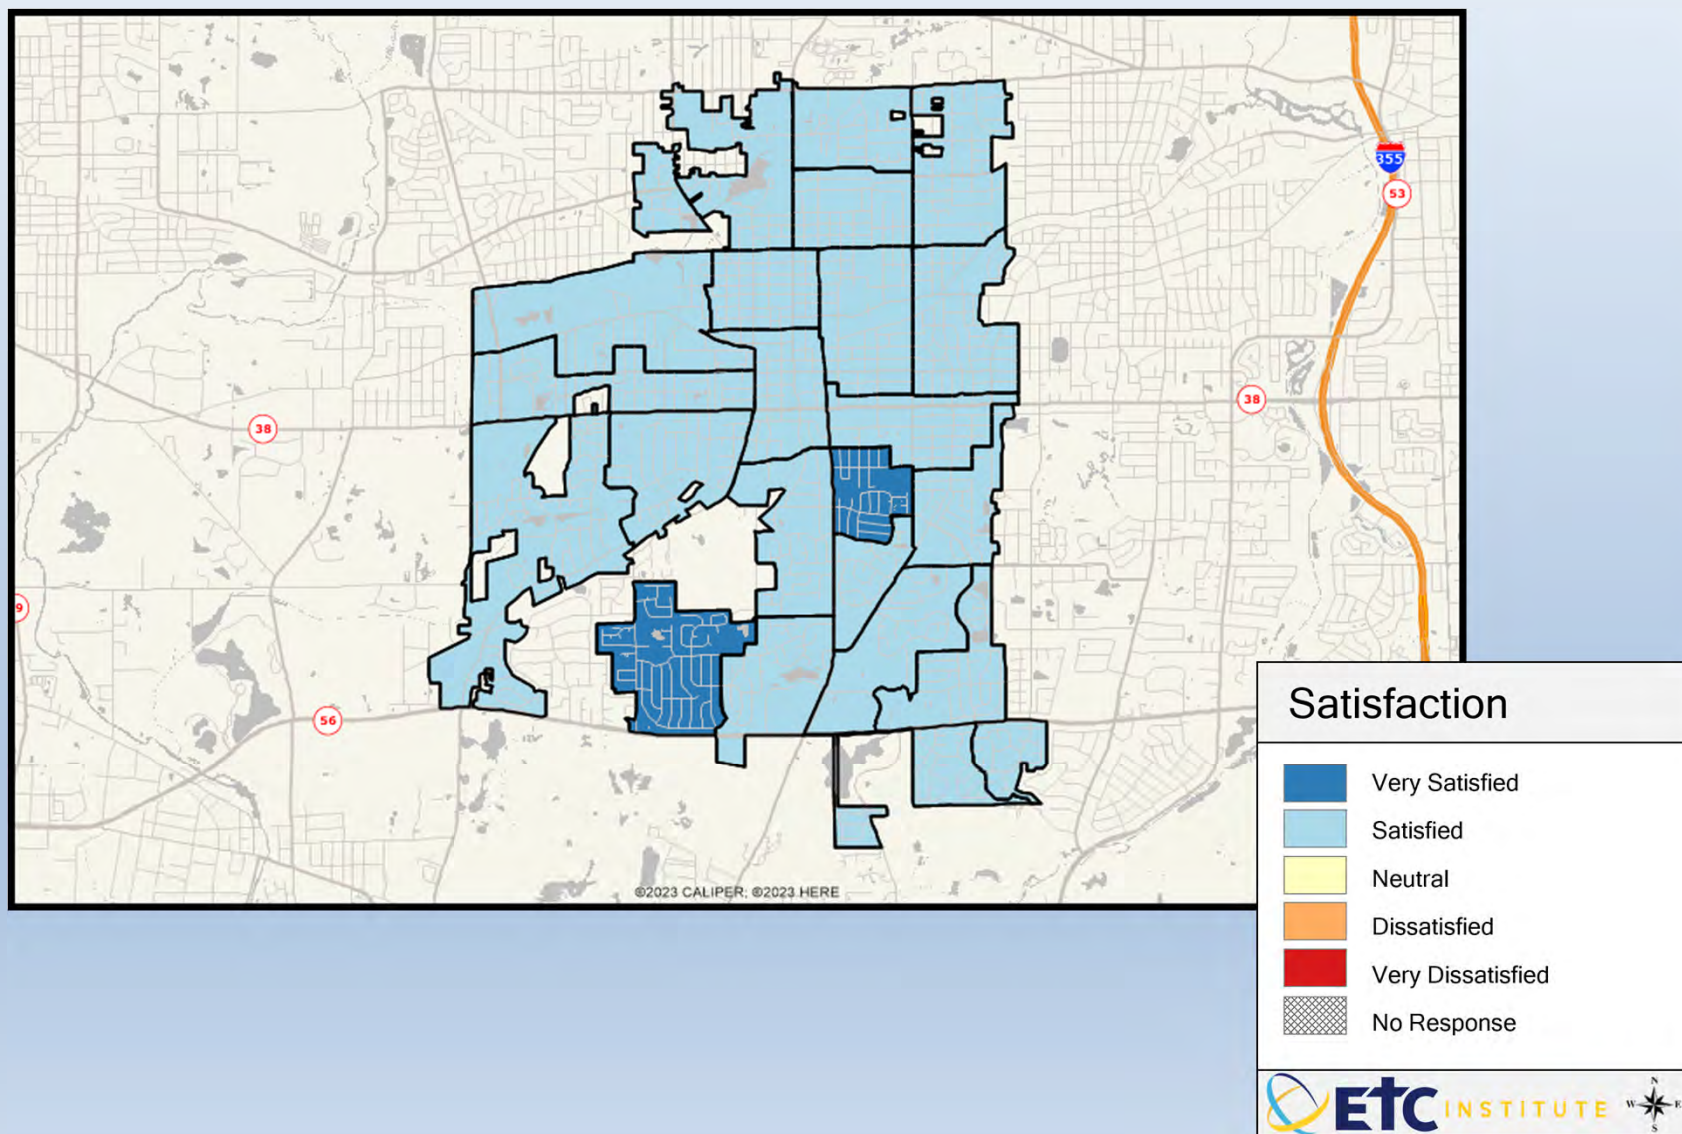 355
53
38
38
9
56
©2023 CALIPER; ©2023 HERE
Satisfaction
Very Satisfied
Satisfied
Neutral
Dissatisfied
Very Dissatisfied
No Response
ETC INSTITUTE
N
W E
S